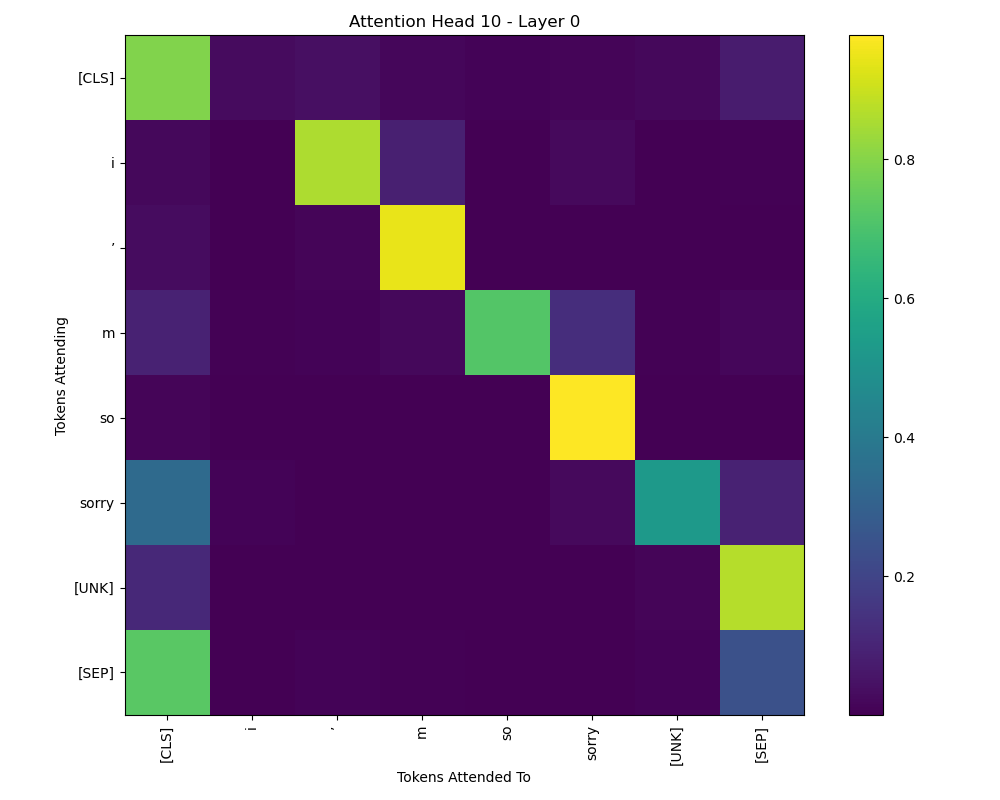 Attention Head 10 - Layer 0
Tokens Attending
[CLS]
i
’
m
so
sorry
[UNK]
[SEP]
[CLS]
i
’
m
so
sorry
[UNK]
[SEP]
Tokens Attended To
0.8
0.6
0.4
0.2